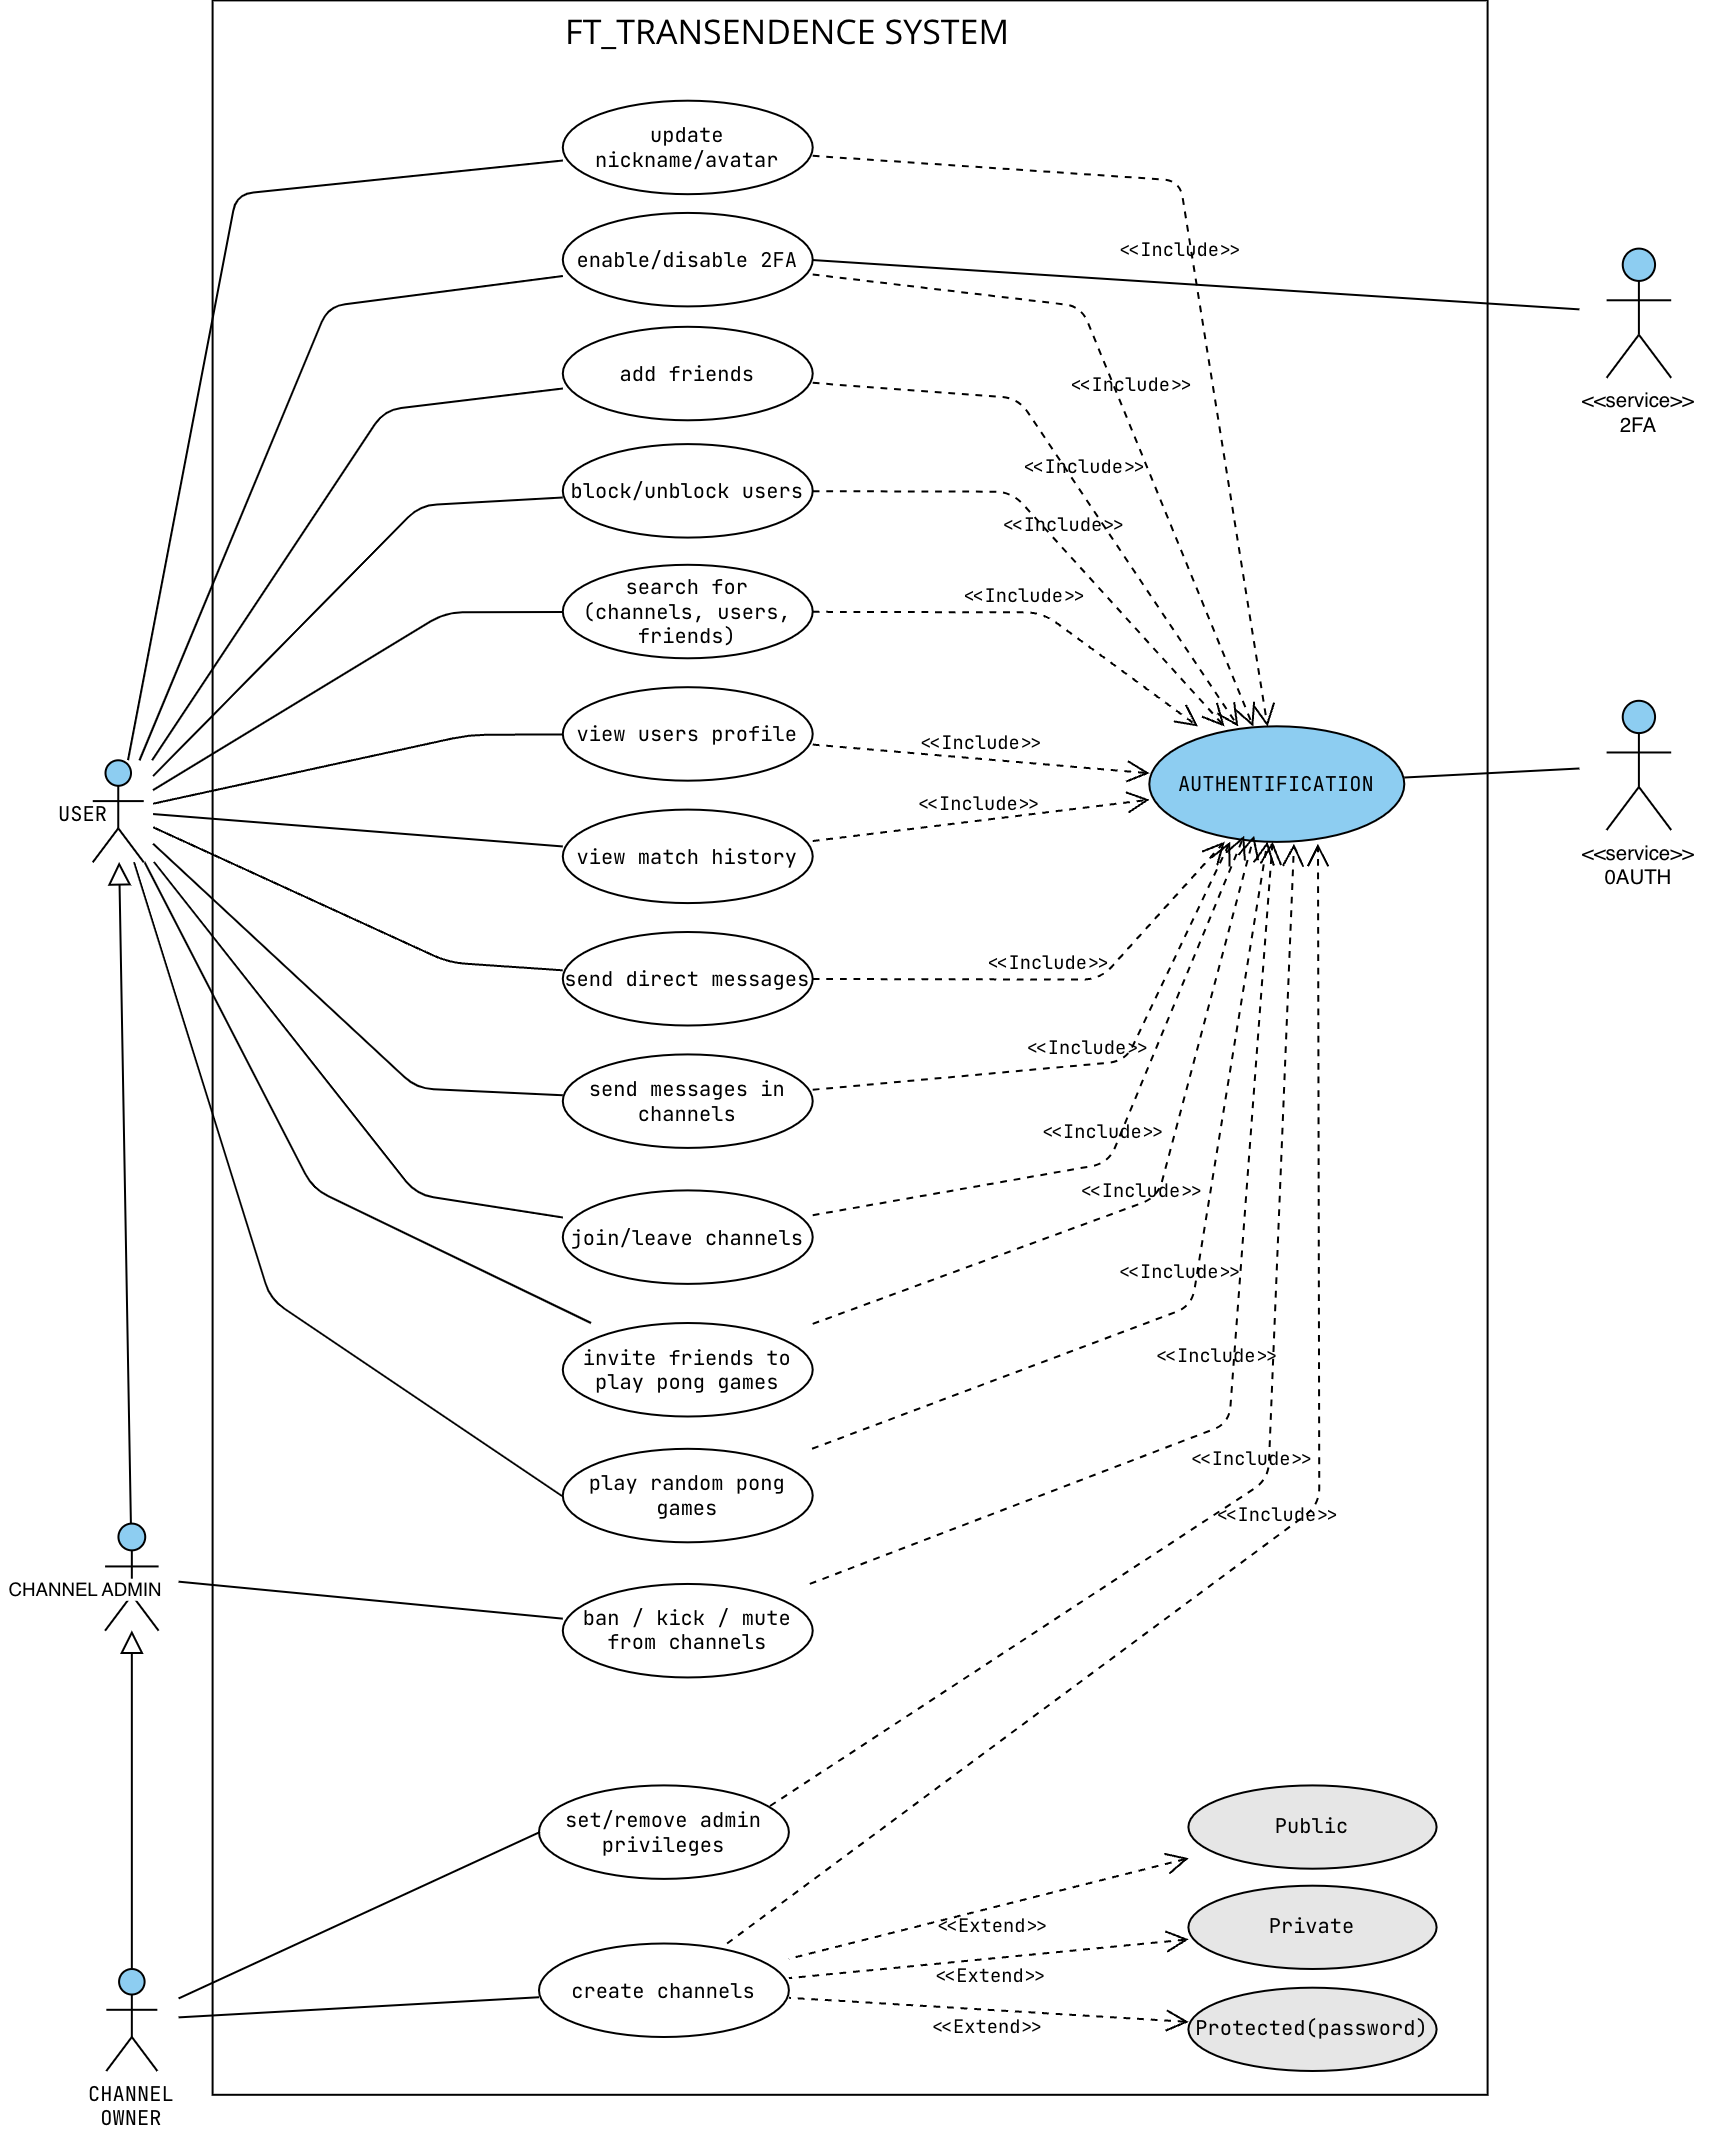 FT_TRANSENDENCE SYSTEM
update
nickname/avatar
<<Include>>
enable/disable 2FA
<<service>>
2FA
add friends
<<Include>>
<<Include>>
block/unblock users
<<Include>>
search for
(channels, users,
friends)
<<Include>>
view users profile
<<Include>>
AUTHENTIFICATION
USER
<<Include>>
view match history
<<service>>
0AUTH
send direct messages
<<Include>>
<<Include>>
send messages in
channels
<<Include>>
<<Include>>
join/leave channels
<<Include>>
invite friends to
play pong games
<<Include>>
<<Include>>
play random pong
games
<<Include>>
CHANNEL ADMIN
ban / kick / mute
from channels
set/remove admin
privileges
Public
<<Extend>>
Private
<<Extend>>
create channels
<<Extend>>
Protected(password)
CHANNEL
OWNER